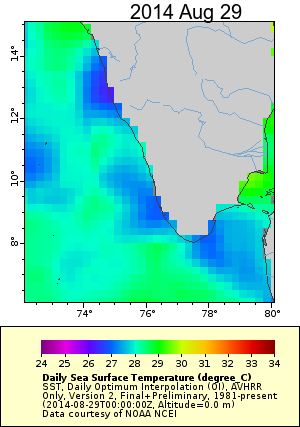 2014 Aug 29
14°
12°
10°
8°
74° 76° 78° 80°
24 25 26 27 28 29 30 31 32 33 34
Daily Sea Surface Temperature (degree_C)
SST, Daily Optimum Interpolation (OI), AVHRR
Only, Version 2, Final+Preliminary, 1981-present
(2014-08-29T00:00:00Z, Altitude=0.0 m)
Data courtesy of NOAA NCEI